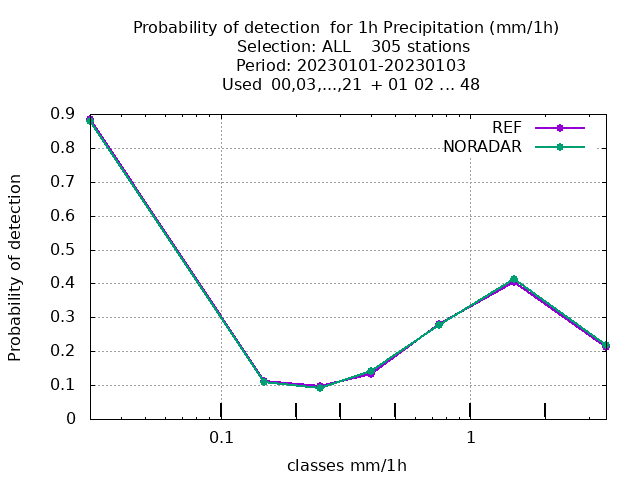 Probability of detection  for 1h Precipitation (mm/1h)
Selection: ALL    305 stations
Period: 20230101-20230103
Used  00,03,...,21  + 01 02 ... 48
REF
NORADAR
0.9
0.8
0.7
0.6
0.5
0.4
0.3
0.2
0.1
0
Probability of detection
0.1 1
classes mm/1h